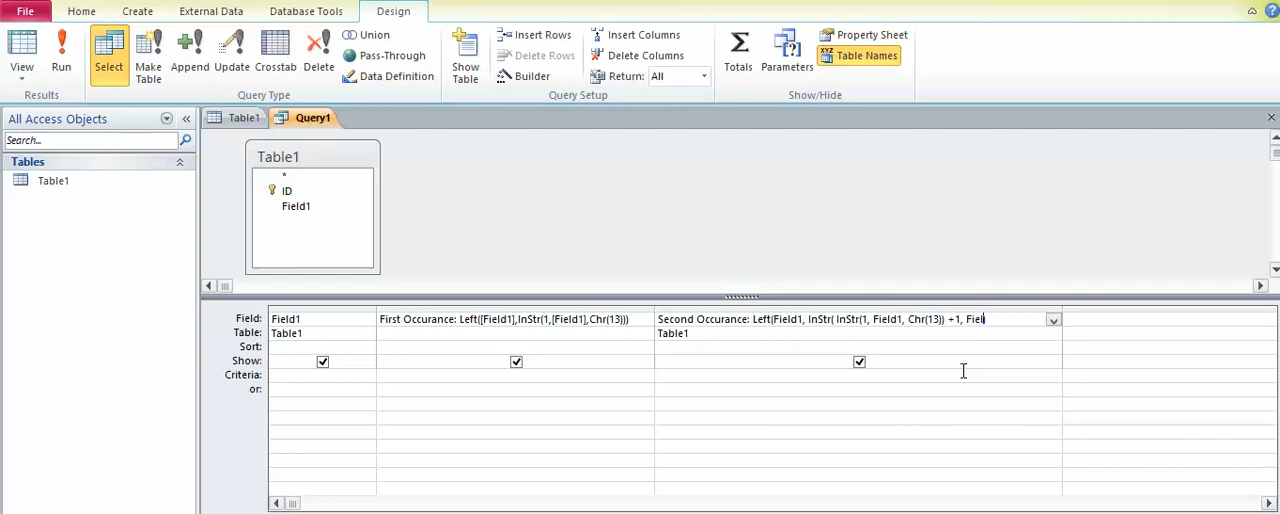 File Home Create External Data Database Tools Design
View Run Select Make Table Append Update Crosstab Delete Union Pass-Through Data Definition Show Table Insert Rows Delete Rows Builder Insert Columns Delete Columns Return: All Totals Parameters Property Sheet Table Names
Results Query Type Query Setup Show/Hide
All Access Objects Table1 Query1
Search...
Tables
Table1
Table1
*
ID
Field1
Field: Field1 First Occurance: Left([Field1],InStr(1,[Field1],Chr(13))) Second Occurance: Left(Field1, InStr( InStr(1, Field1, Chr(13)) +1, Fiel
Table: Table1 Table1
Sort:
Show:
Criteria:
or: